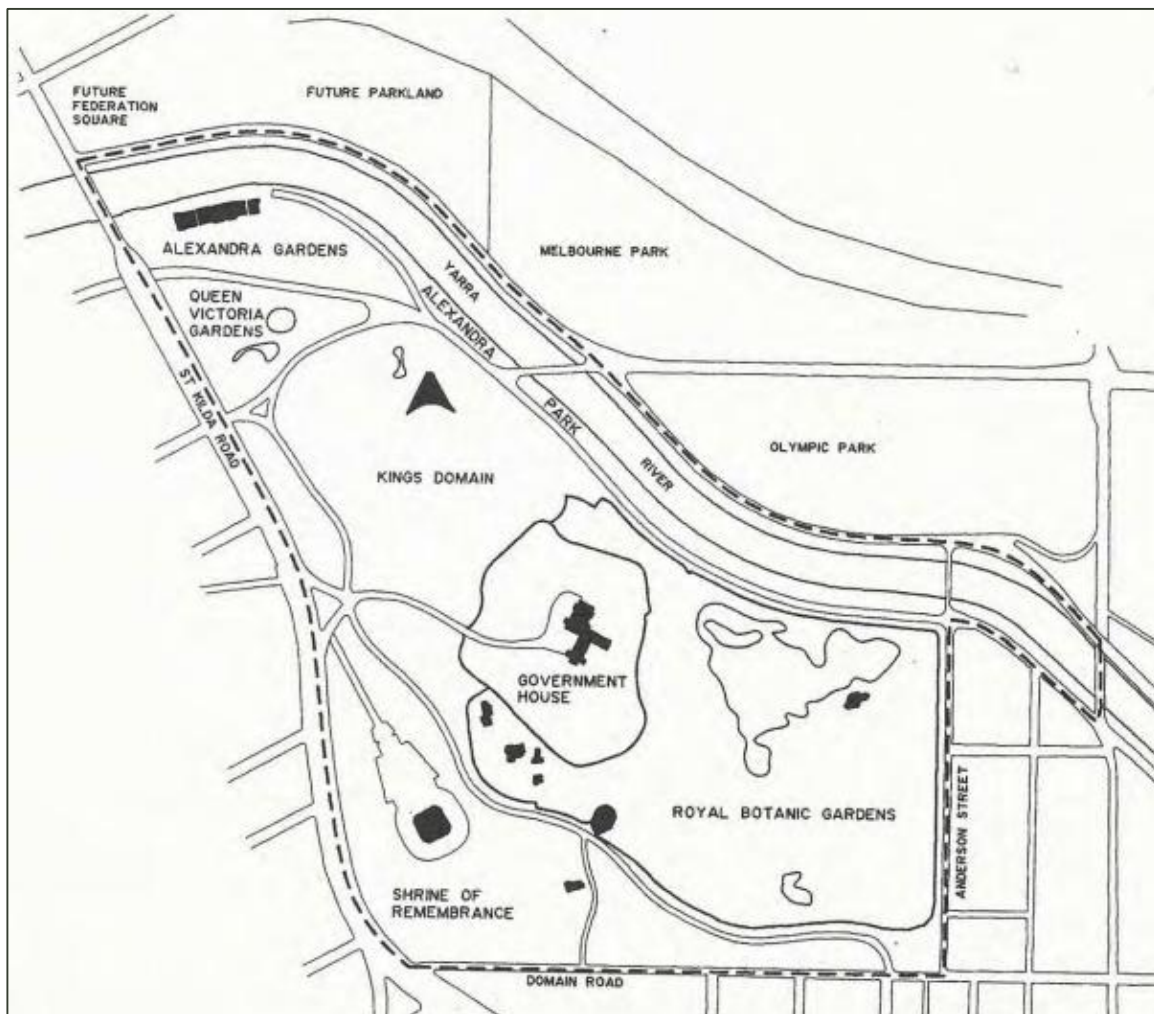 FUTURE
FEDERATION
SQUARE
FUTURE PARKLAND
ALEXANDRA GARDENS
MELBOURNE PARK
YARRA
ALEXANDRA
QUEEN
VICTORIA
GARDENS
ST KILDA ROAD
PARK
RIVER
OLYMPIC PARK
KINGS DOMAIN
GOVERNMENT
HOUSE
ROYAL BOTANIC GARDENS
ANDERSON STREET
SHRINE OF
REMEMBRANCE
DOMAIN ROAD